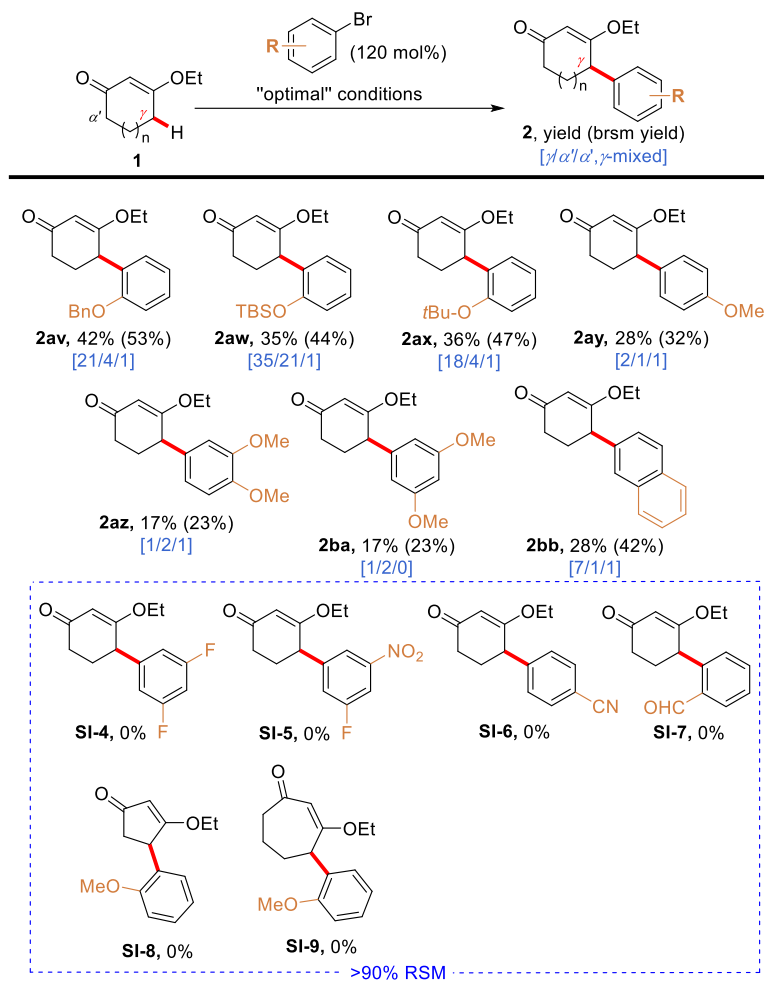 Br
R
(120 mol%)
O
OEt
γ
α'
n
H
1
"optimal" conditions
O
OEt
γ
n
R
2, yield (brsm yield)
[γ/α'/α',γ-mixed]
O
OEt
BnO
2av, 42% (53%)
[21/4/1]
O
OEt
TBSO
2aw, 35% (44%)
[35/21/1]
O
OEt
tBu-O
2ax, 36% (47%)
[18/4/1]
O
OEt
OMe
2ay, 28% (32%)
[2/1/1]
O
OEt
OMe
OMe
2az, 17% (23%)
[1/2/1]
O
OEt
OMe
OMe
2ba, 17% (23%)
[1/2/0]
O
OEt
2bb, 28% (42%)
[7/1/1]
O
OEt
F
F
SI-4, 0%
O
OEt
NO2
F
SI-5, 0%
O
OEt
CN
SI-6, 0%
O
OEt
OHC
SI-7, 0%
O
OEt
MeO
SI-8, 0%
O
OEt
MeO
SI-9, 0%
>90% RSM